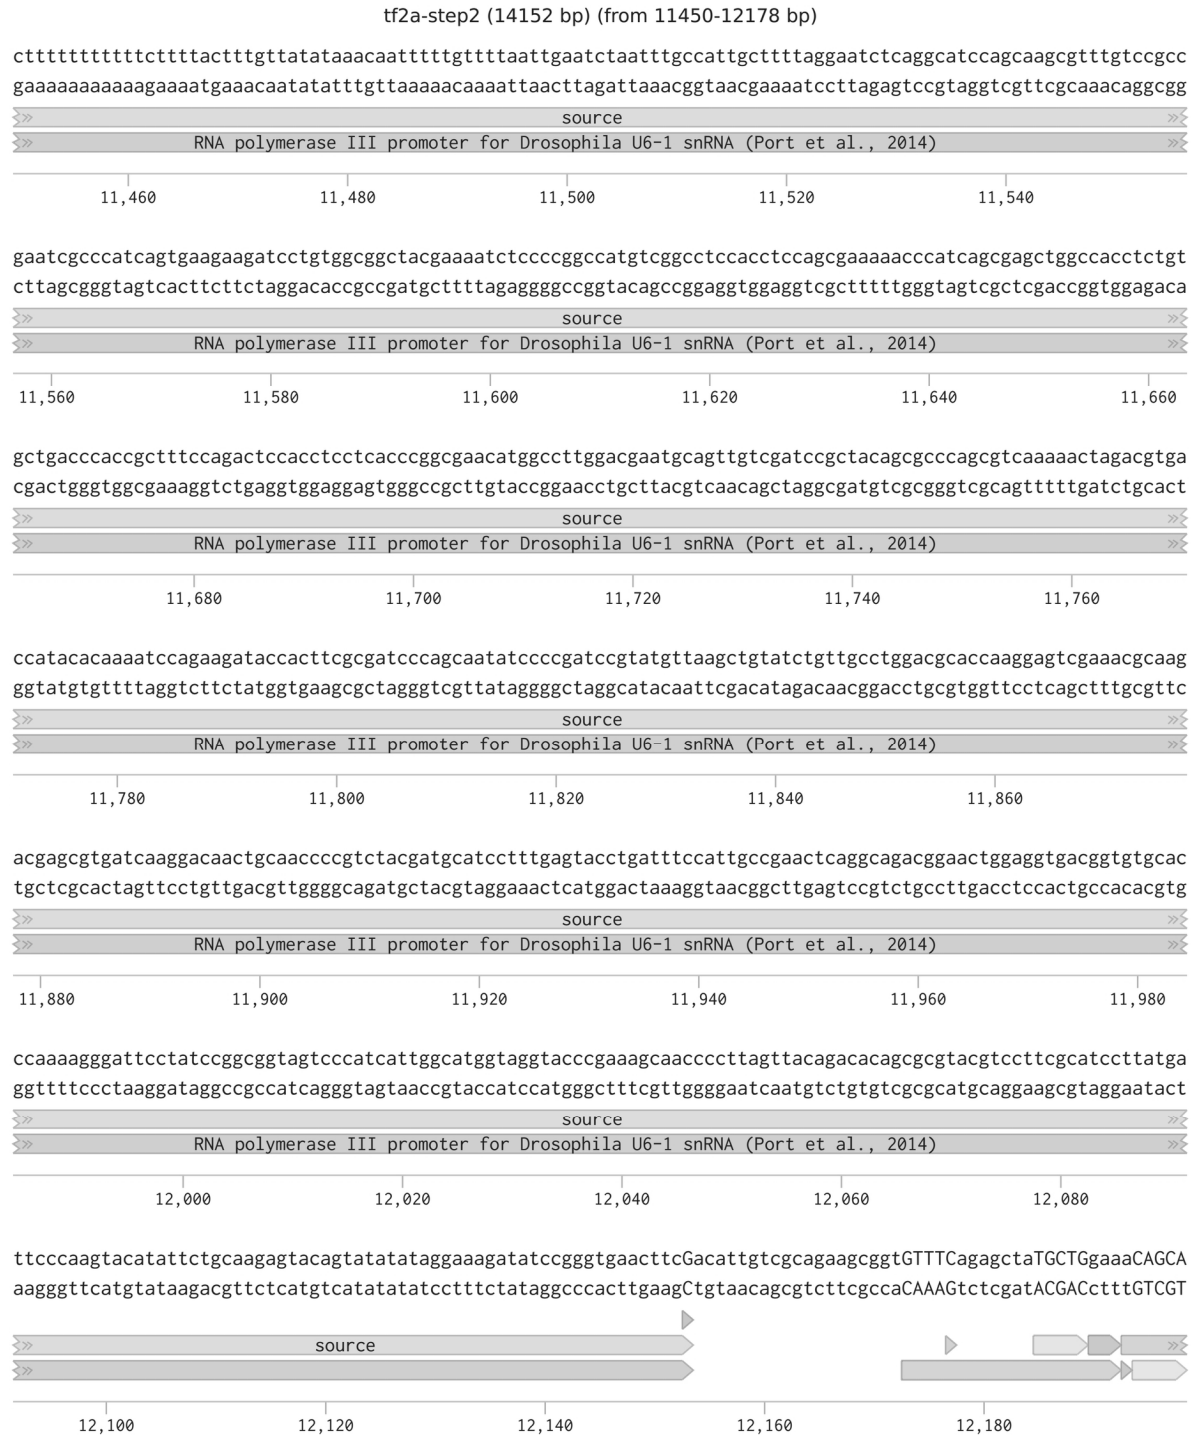 tf2a-step2 (14152 bp) (from 11450-12178 bp)
cttttttttttttcttttactttgttatataaacaatttttgttttaattgaatctaatttgccattgcttttaggaatctcaggcatccagcaagcgtttgtccgcc
gaaaaaaaaaaaagaaaatgaaacaatatatttgttaaaaacaaaattaacttagattaaacggtaacgaaaatccttagagtccgtaggtcgttcgcaaacaggcgg
source
RNA polymerase III promoter for Drosophila U6-1 snRNA (Port et al., 2014)
11,460 11,480 11,500 11,520 11,540
gaatcgcccatcagtgaagaagatcctgtggcggctacgaaaatctccccggccatgtcggcctccacctccagcgaaaaacccatcagcgagctggccacctctgt
cttagcgggtagtcacttcttctaggacaccgccgatgcttttagaggggccggtacagccggaggtggaggtcgctttttgggtagtcgctcgaccggtggagaca
source
RNA polymerase III promoter for Drosophila U6-1 snRNA (Port et al., 2014)
11,560 11,580 11,600 11,620 11,640 11,660
gctgacccaccgctttccagactccacctcctcacccggcgaacatggccttggacgaatgcagttgtcgatccgctacagcgcccagcgtcaaaaactagacgtga
cgactgggtggcgaaaggtctgaggtggaggagtgggccgcttgtaccggaacctgcttacgtcaacagctaggcgatgtcgcgggtcgcagtttttgatctgcact
source
RNA polymerase III promoter for Drosophila U6-1 snRNA (Port et al., 2014)
11,680 11,700 11,720 11,740 11,760
ccatacacaaaatccagaagataccacttcgcgatcccagcaatatccccgatccgtatgttaagctgtatctgttgcctggacgcaccaaggagtcgaaacgcaag
ggtatgtgttttaggtcttctatggtgaagcgctagggtcgttataggggctaggcatacaattcgacatagacaacggacctgcgtggttcctcagctttgcgttc
source
RNA polymerase III promoter for Drosophila U6-1 snRNA (Port et al., 2014)
11,780 11,800 11,820 11,840 11,860
acgagcgtgatcaaggacaactgcaaccccgtctacgatgcatcctttgagtacctgatttccattgccgaactcaggcagacggaactggaggtgacggtgtgcac
tgctcgcactagttcctgttgacgttggggcagatgctacgtaggaaactcatggactaaaggtaacggcttgagtccgtctgccttgacctccactgccacacgtg
source
RNA polymerase III promoter for Drosophila U6-1 snRNA (Port et al., 2014)
11,880 11,900 11,920 11,940 11,960 11,980
ccaaaagggattcctatccggcggtagtcccatcattggcatggtaggtacccgaaagcaaccccttagttacagacacagcgcgtacgtccttcgcatccttatga
ggttttccctaaggataggccgccatcagggtagtaaccgtaccatccatgggctttcgttggggaatcaatgtctgtgtcgcgcatgcaggaagcgtaggaatact
source
RNA polymerase III promoter for Drosophila U6-1 snRNA (Port et al., 2014)
12,000 12,020 12,040 12,060 12,080
ttcccaagtacatattctgcaagagtacagtatatataggaaagatatccgggtgaacttcGacattgtcgcagaagcggtGTTTCagagctaTGCTGgaaaCAGCA
aagggttcatgtataagacgttctcatgtcatatatatcctttctataggcccacttgaagCtgtaacagcgtcttcgccaCAAAGtctcgatACGACctttGTCGT
source
12,100 12,120 12,140 12,160 12,180